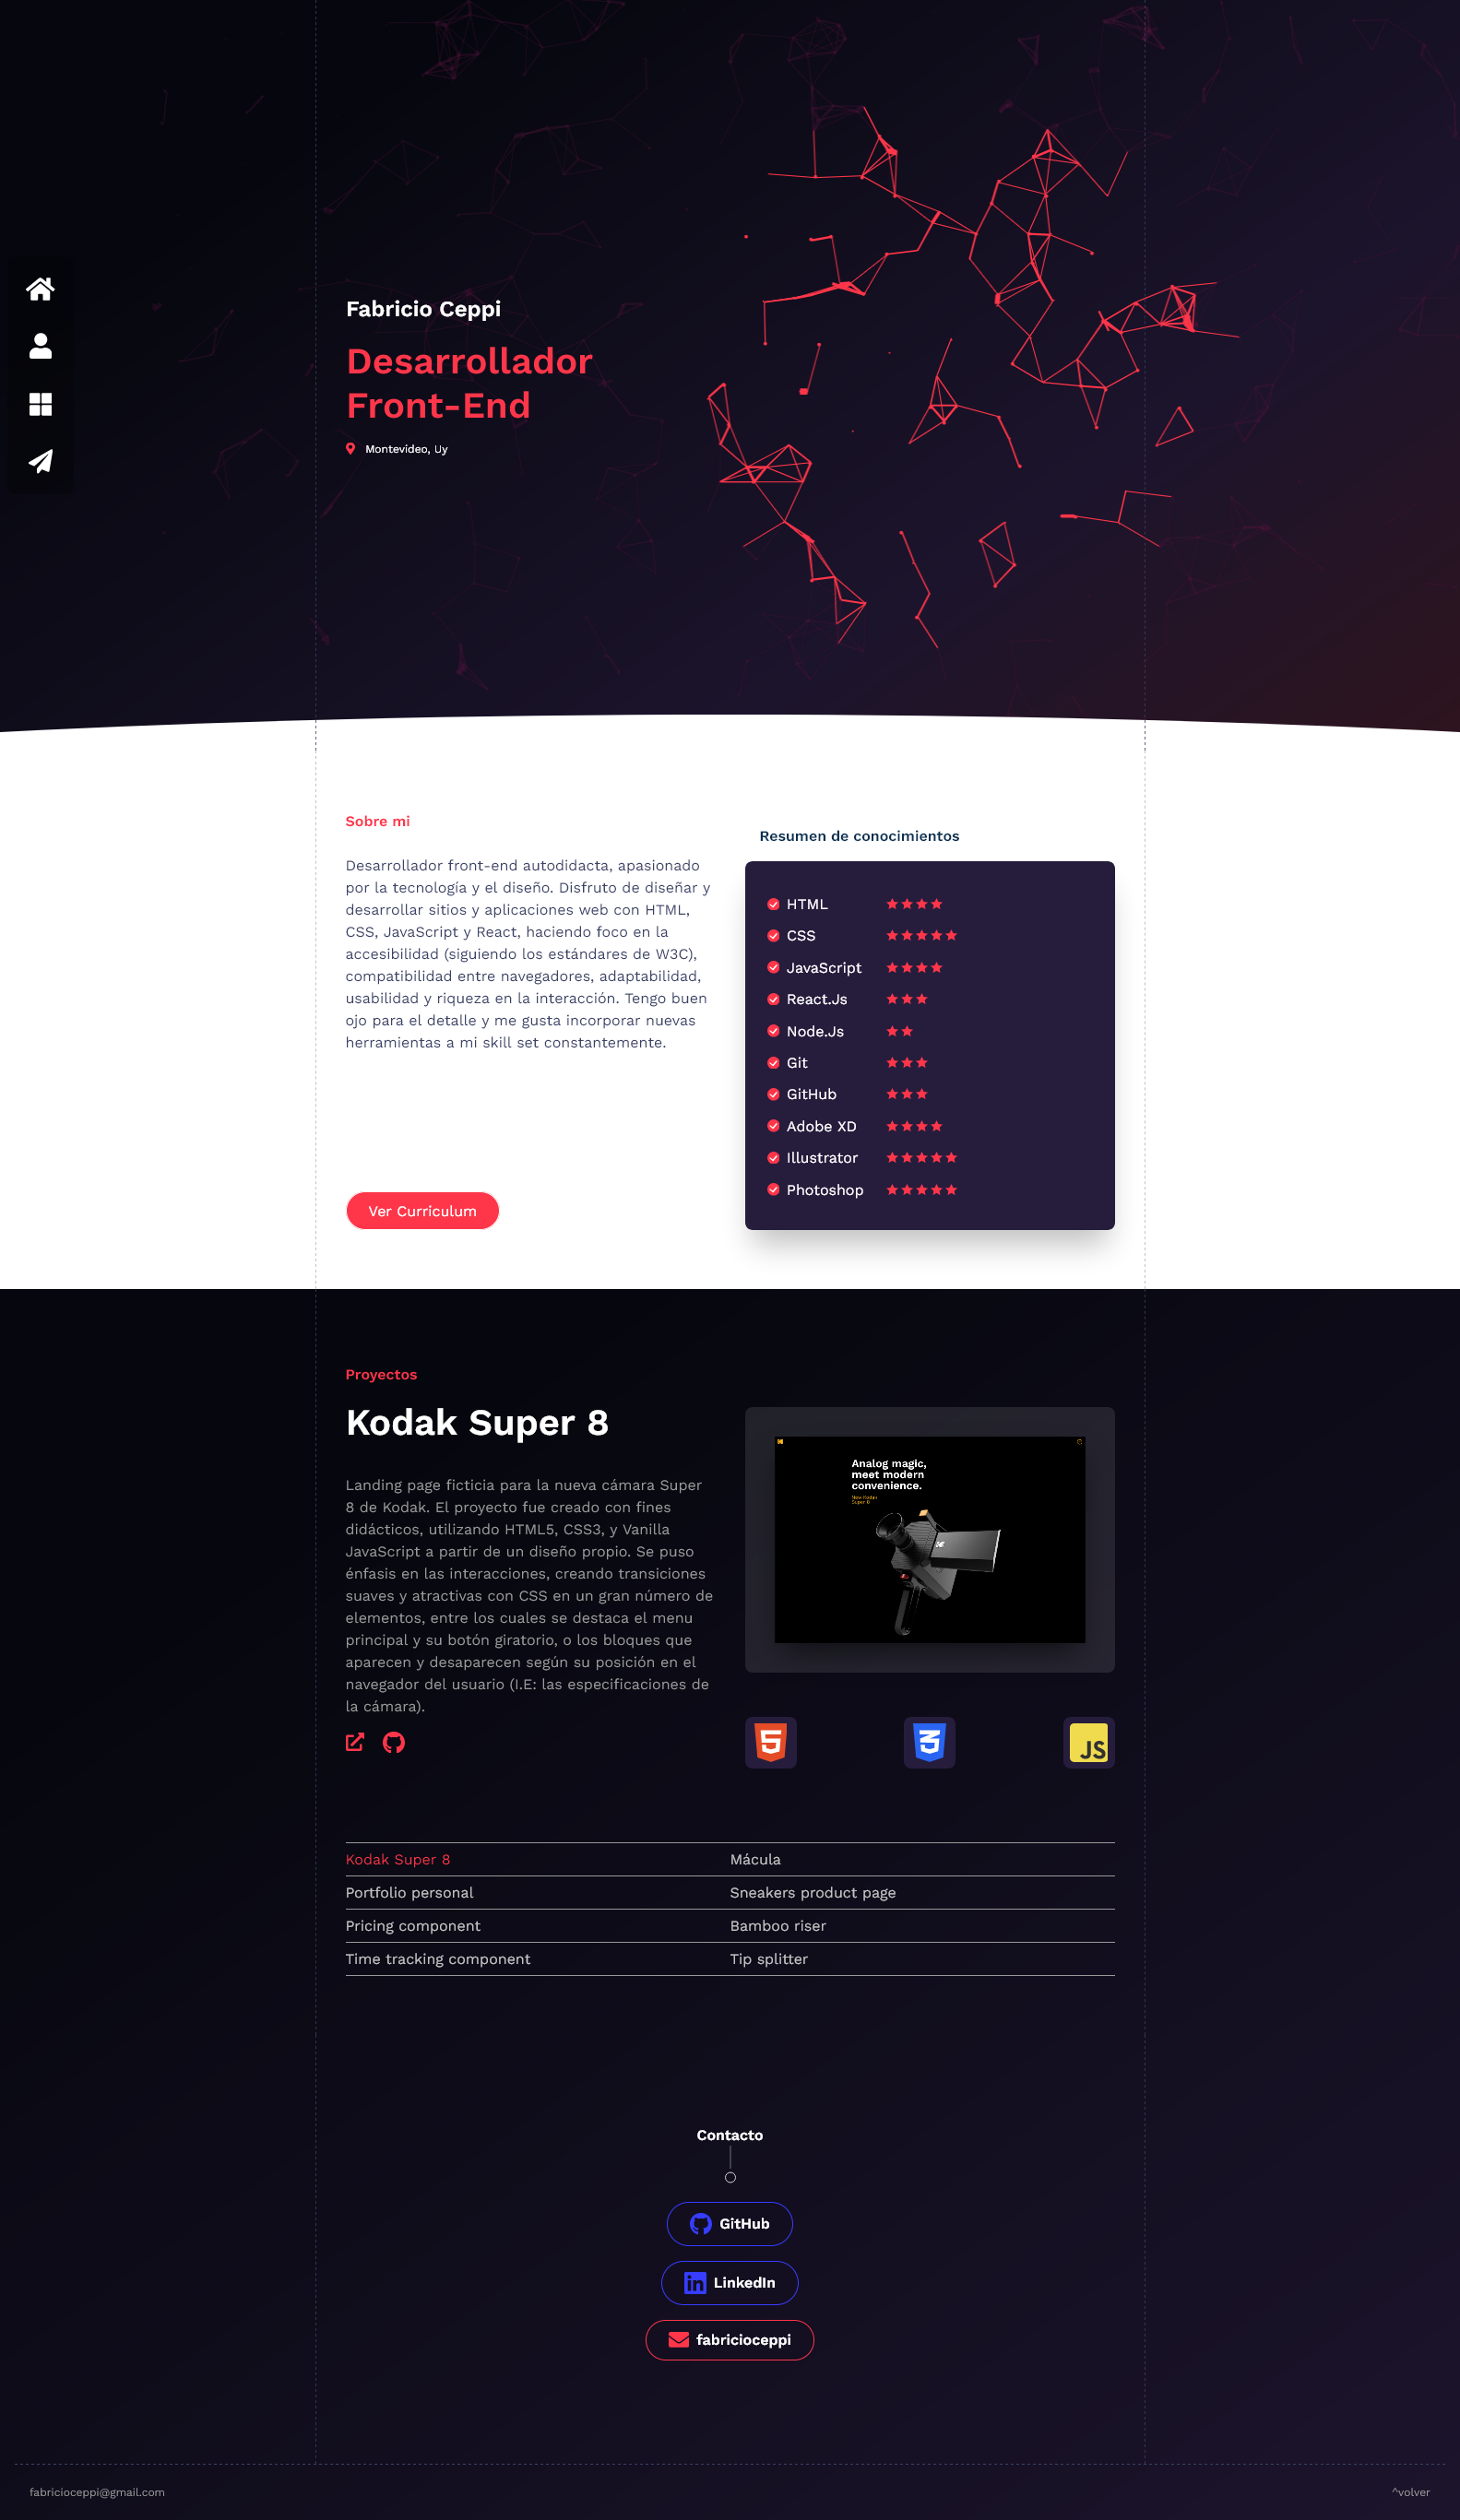 Fabricio Ceppi
Desarrollador
Front-End
Montevideo, Uy
Sobre mi
Desarrollador front-end autodidacta, apasionado
por la tecnología y el diseño. Disfruto de diseñar y
desarrollar sitios y aplicaciones web con HTML,
CSS, JavaScript y React, haciendo foco en la
accesibilidad (siguiendo los estándares de W3C),
compatibilidad entre navegadores, adaptabilidad,
usabilidad y riqueza en la interacción. Tengo buen
ojo para el detalle y me gusta incorporar nuevas
herramientas a mi skill set constantemente.
Ver Curriculum
Resumen de conocimientos
HTML
CSS
JavaScript
React.Js
Node.Js
Git
GitHub
Adobe XD
Illustrator
Photoshop
Proyectos
Kodak Super 8
Landing page ficticia para la nueva cámara Super
8 de Kodak. El proyecto fue creado con fines
didácticos, utilizando HTML5, CSS3, y Vanilla
JavaScript a partir de un diseño propio. Se puso
énfasis en las interacciones, creando transiciones
suaves y atractivas con CSS en un gran número de
elementos, entre los cuales se destaca el menu
principal y su botón giratorio, o los bloques que
aparecen y desaparecen según su posición en el
navegador del usuario (I.E: las especificaciones de
la cámara).
Analog magic,
meet modern
convenience.
New Kodak
Super 8
JS
Kodak Super 8
Mácula
Portfolio personal
Sneakers product page
Pricing component
Bamboo riser
Time tracking component
Tip splitter
Contacto
GitHub
LinkedIn
fabricioceppi
fabricioceppi@gmail.com
^volver